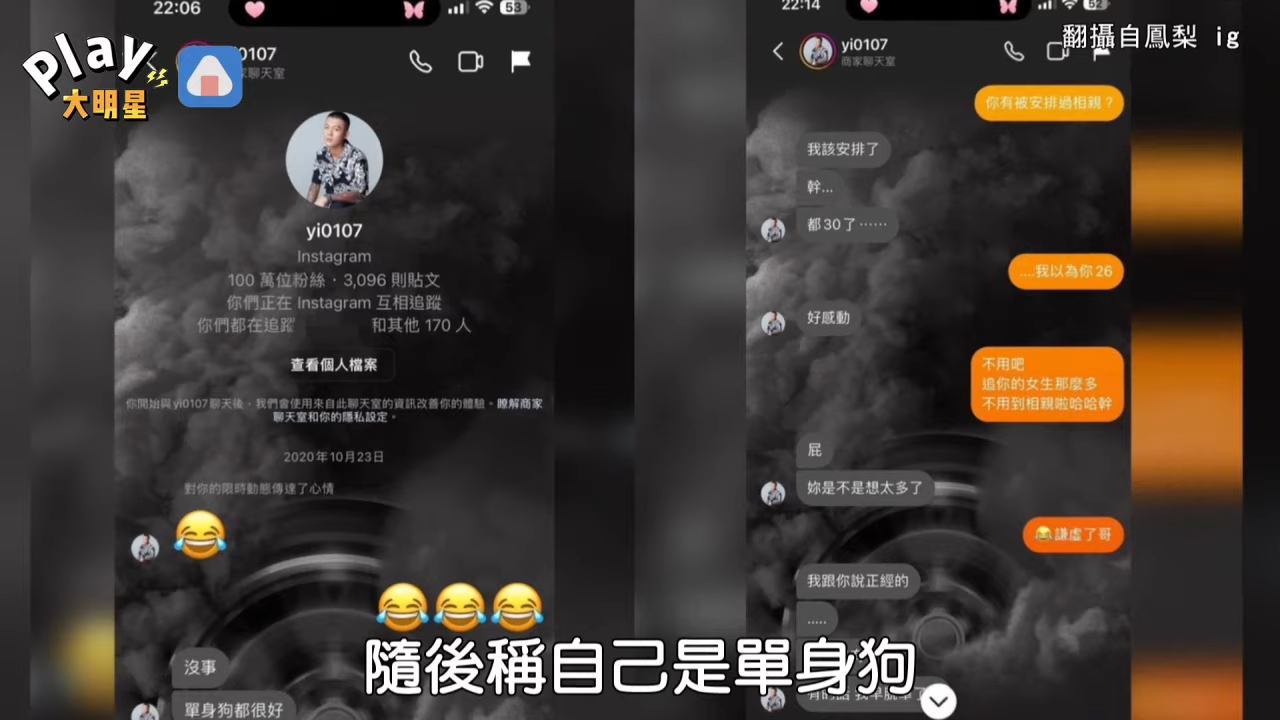 22:06
53
22:14
52
翻攝自鳳梨 ig
Play
大明星
0107
家聊天室
yi0107
商家聊天室
yi0107
Instagram
100 萬位粉絲・3,096 則貼文
你們正在 Instagram 互相追蹤
你們都在追蹤 和其他 170 人
查看個人檔案
你開始與yi0107聊天後，我們會使用來自此聊天室的資訊改善你的體驗。瞭解商家
聊天室和你的隱私設定。
2020年10月23日
對你的限時動態傳達了心情
😂
😂😂😂
沒事
單身狗都很好
你有被安排過相親？
我該安排了
幹...
都30了⋯⋯
....我以為你26
好感動
不用吧
追你的女生那麼多
不用到相親啦哈哈幹
屁
妳是不是想太多了
😂謙虛了哥
我跟你說正經的
.....
隨後稱自己是單身狗